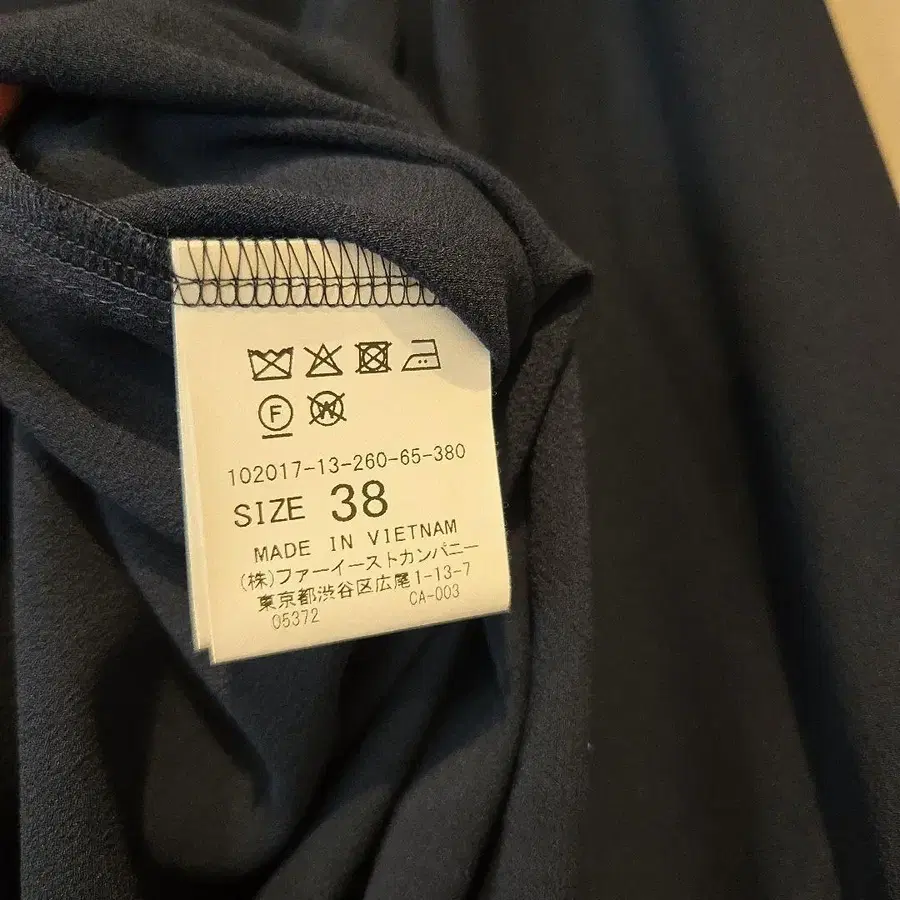 F W
102017-13-260-65-380
SIZE 38
MADE IN VIETNAM
(株)ファーイーストカンパニー
東京都渋谷区広尾1-13-7
05372 CA-003